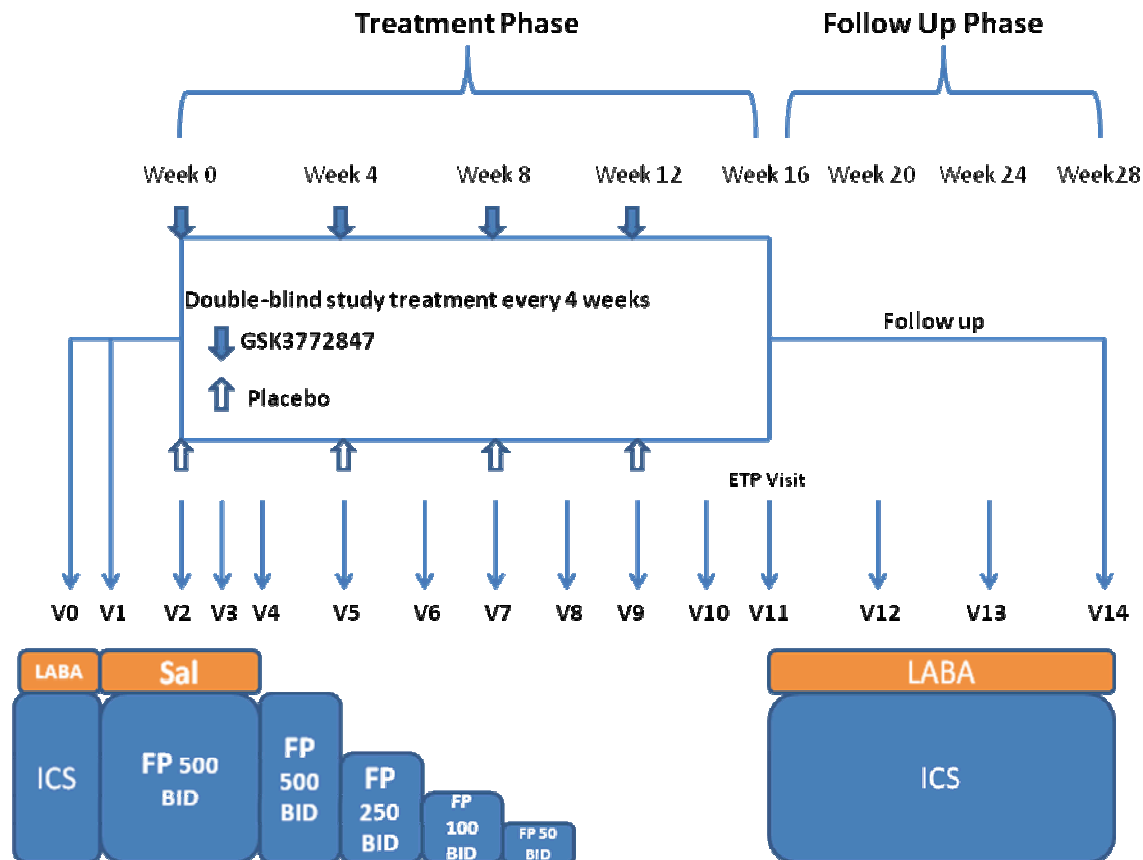 Treatment Phase
Follow Up Phase
Week 0 Week 4 Week 8 Week 12 Week 16 Week 20 Week 24 Week28
Double-blind study treatment every 4 weeks
GSK3772847
Placebo
Follow up
ETP Visit
V0 V1 V2 V3 V4 V5 V6 V7 V8 V9 V10 V11 V12 V13 V14
LABA
Sal
LABA
ICS
FP 500
BID
FP
500
BID
FP
250
BID
FP
100
BID
FP 50
BID
ICS